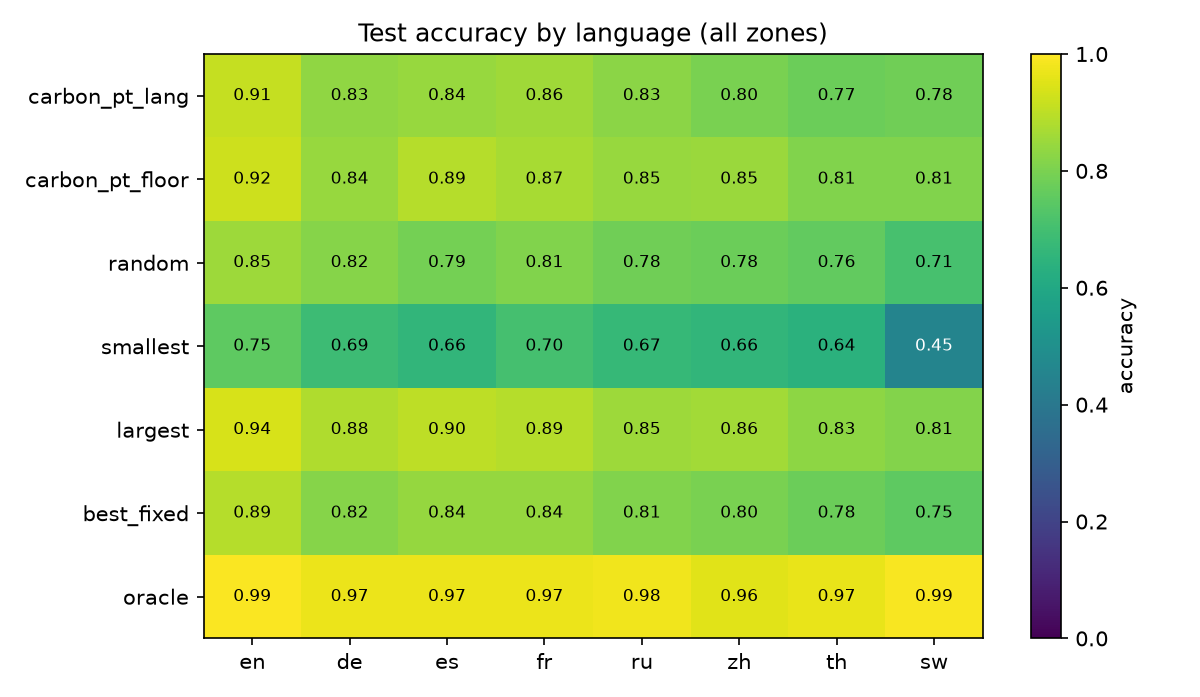 Test accuracy by language (all zones)
carbon_pt_lang 0.91 0.83 0.84 0.86 0.83 0.80 0.77 0.78
carbon_pt_floor 0.92 0.84 0.89 0.87 0.85 0.85 0.81 0.81
random 0.85 0.82 0.79 0.81 0.78 0.78 0.76 0.71
smallest 0.75 0.69 0.66 0.70 0.67 0.66 0.64 0.45
largest 0.94 0.88 0.90 0.89 0.85 0.86 0.83 0.81
best_fixed 0.89 0.82 0.84 0.84 0.81 0.80 0.78 0.75
oracle 0.99 0.97 0.97 0.97 0.98 0.96 0.97 0.99
en de es fr ru zh th sw
1.0
0.8
0.6
0.4
0.2
0.0
accuracy